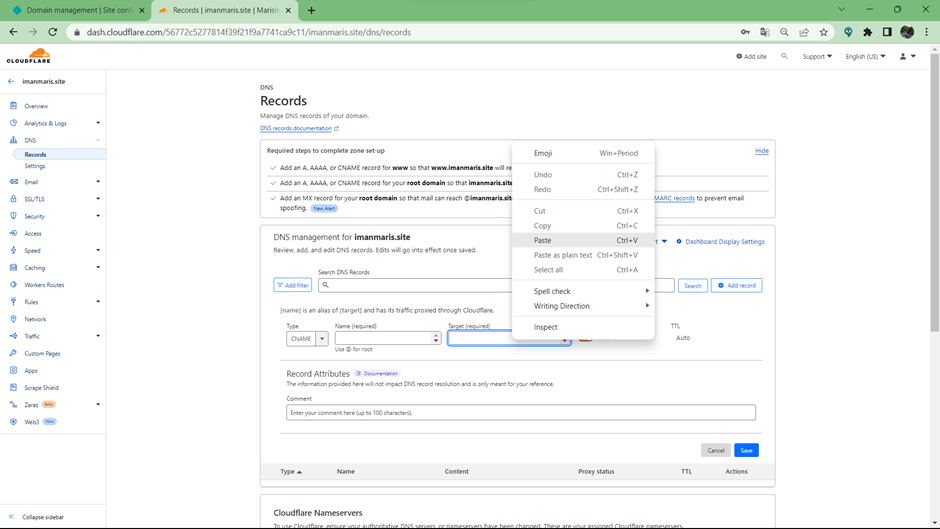 Domain management | Site conf
Records | imanmaris.site | Marisin
dash.cloudflare.com/56772c5277814f39f21f9a7741ca9c11/imanmaris.site/dns/records
CLOUDFLARE
Add site
Support
English (US)
imanmaris.site
Overview
Analytics & Logs
DNS
Records
Settings
Email
SSL/TLS
Security
Access
Speed
Caching
Workers Routes
Rules
Network
Traffic
Custom Pages
Apps
Scrape Shield
Zaraz Beta
Web3 New
Collapse sidebar
DNS
Records
Manage DNS records of your domain.
DNS records documentation
Required steps to complete zone set-up
Hide
Add an A, AAAA, or CNAME record for www so that www.imanmaris.site will re
Add an A, AAAA, or CNAME record for your root domain so that imanmaris.site
Add an MX record for your root domain so that mail can reach @imanmaris.site
MARC records to prevent email
spoofing. New Alert
DNS management for imanmaris.site
Dashboard Display Settings
Review, add, and edit DNS records. Edits will go into effect once saved.
Search DNS Records
Add filter
Search
Add record
[name] is an alias of [target] and has its traffic proxied through Cloudflare.
Type
Name (required)
Target (required)
TTL
CNAME
Auto
Use @ for root
Record Attributes Documentation
The information provided here will not impact DNS record resolution and is only meant for your reference.
Comment
Enter your comment here (up to 100 characters).
Cancel
Save
Type Name Content Proxy status TTL Actions
Cloudflare Nameservers
To use Cloudflare, ensure your authoritative DNS servers, or nameservers have been changed. These are your assigned Cloudflare nameservers.
Emoji Win+Period
Undo Ctrl+Z
Redo Ctrl+Shift+Z
Cut Ctrl+X
Copy Ctrl+C
Paste Ctrl+V
Paste as plain text Ctrl+Shift+V
Select all Ctrl+A
Spell check
Writing Direction
Inspect